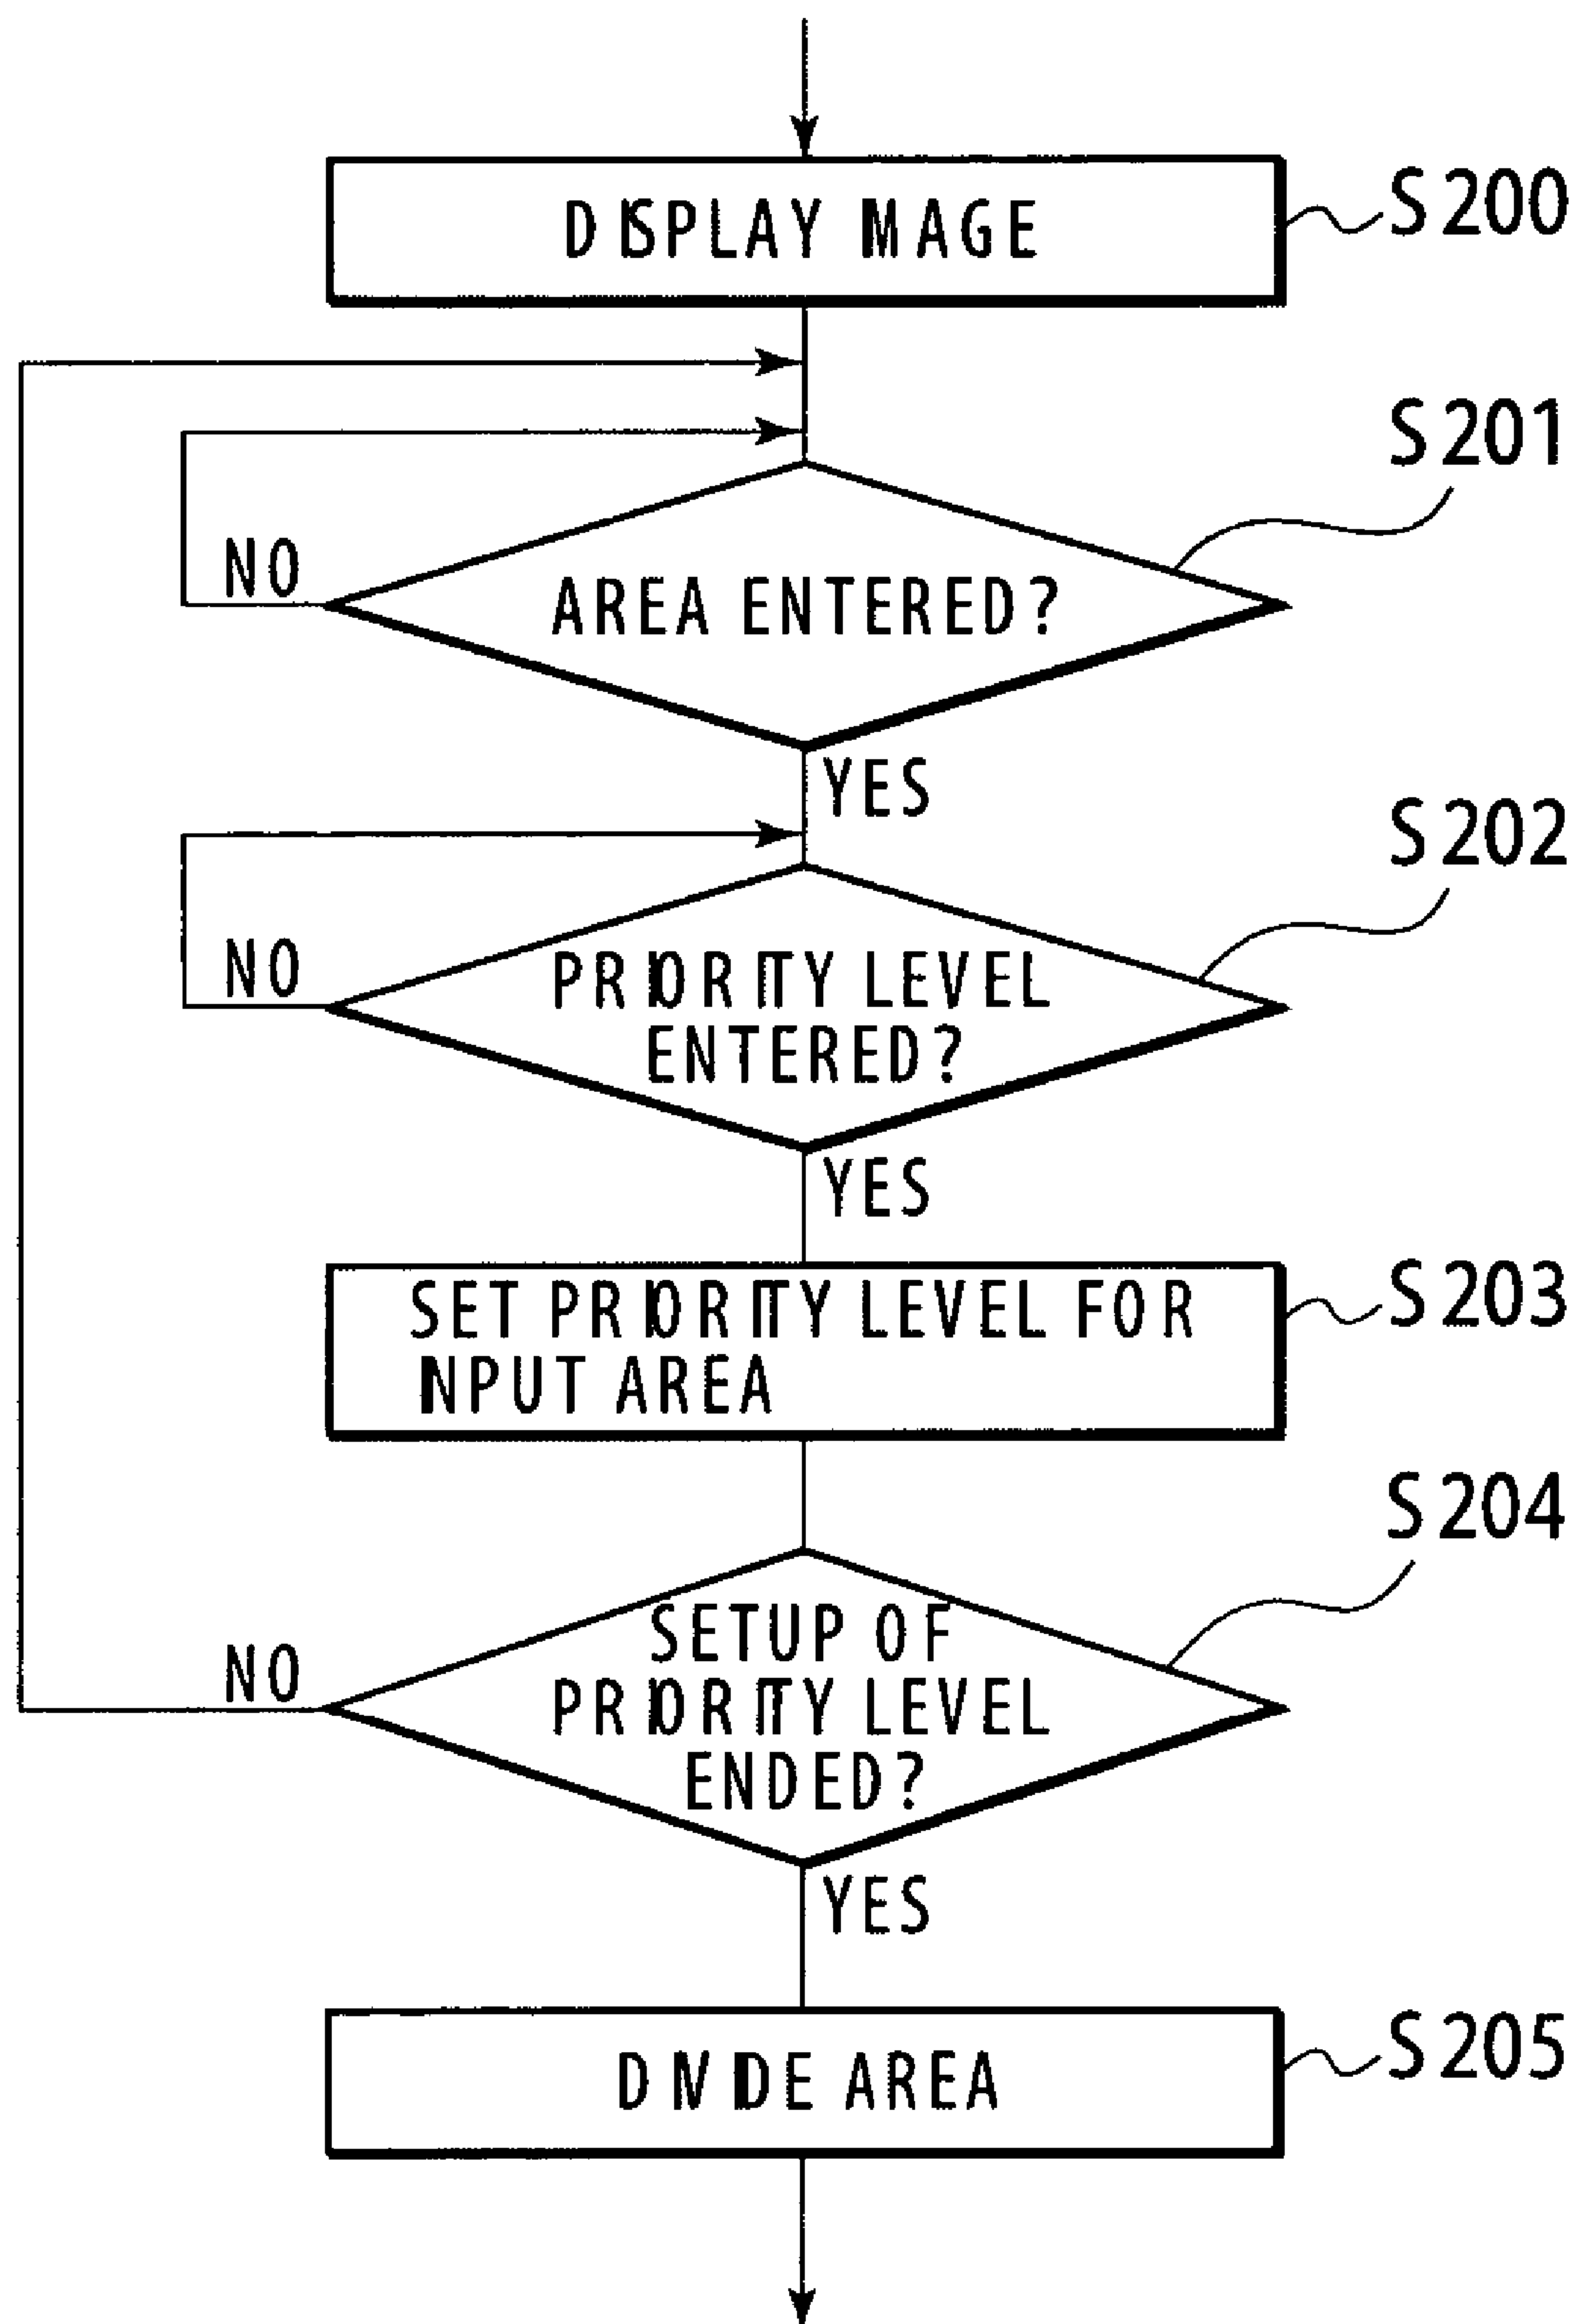 DISPLAY IMAGE
S200
S201
NO
AREA ENTERED?
YES
S202
NO
PRIORITY LEVEL
ENTERED?
YES
SET PRIORITY LEVEL FOR
INPUT AREA
S203
S204
SETUP OF
NO
PRIORITY LEVEL
ENDED?
YES
DIVIDE AREA
S205